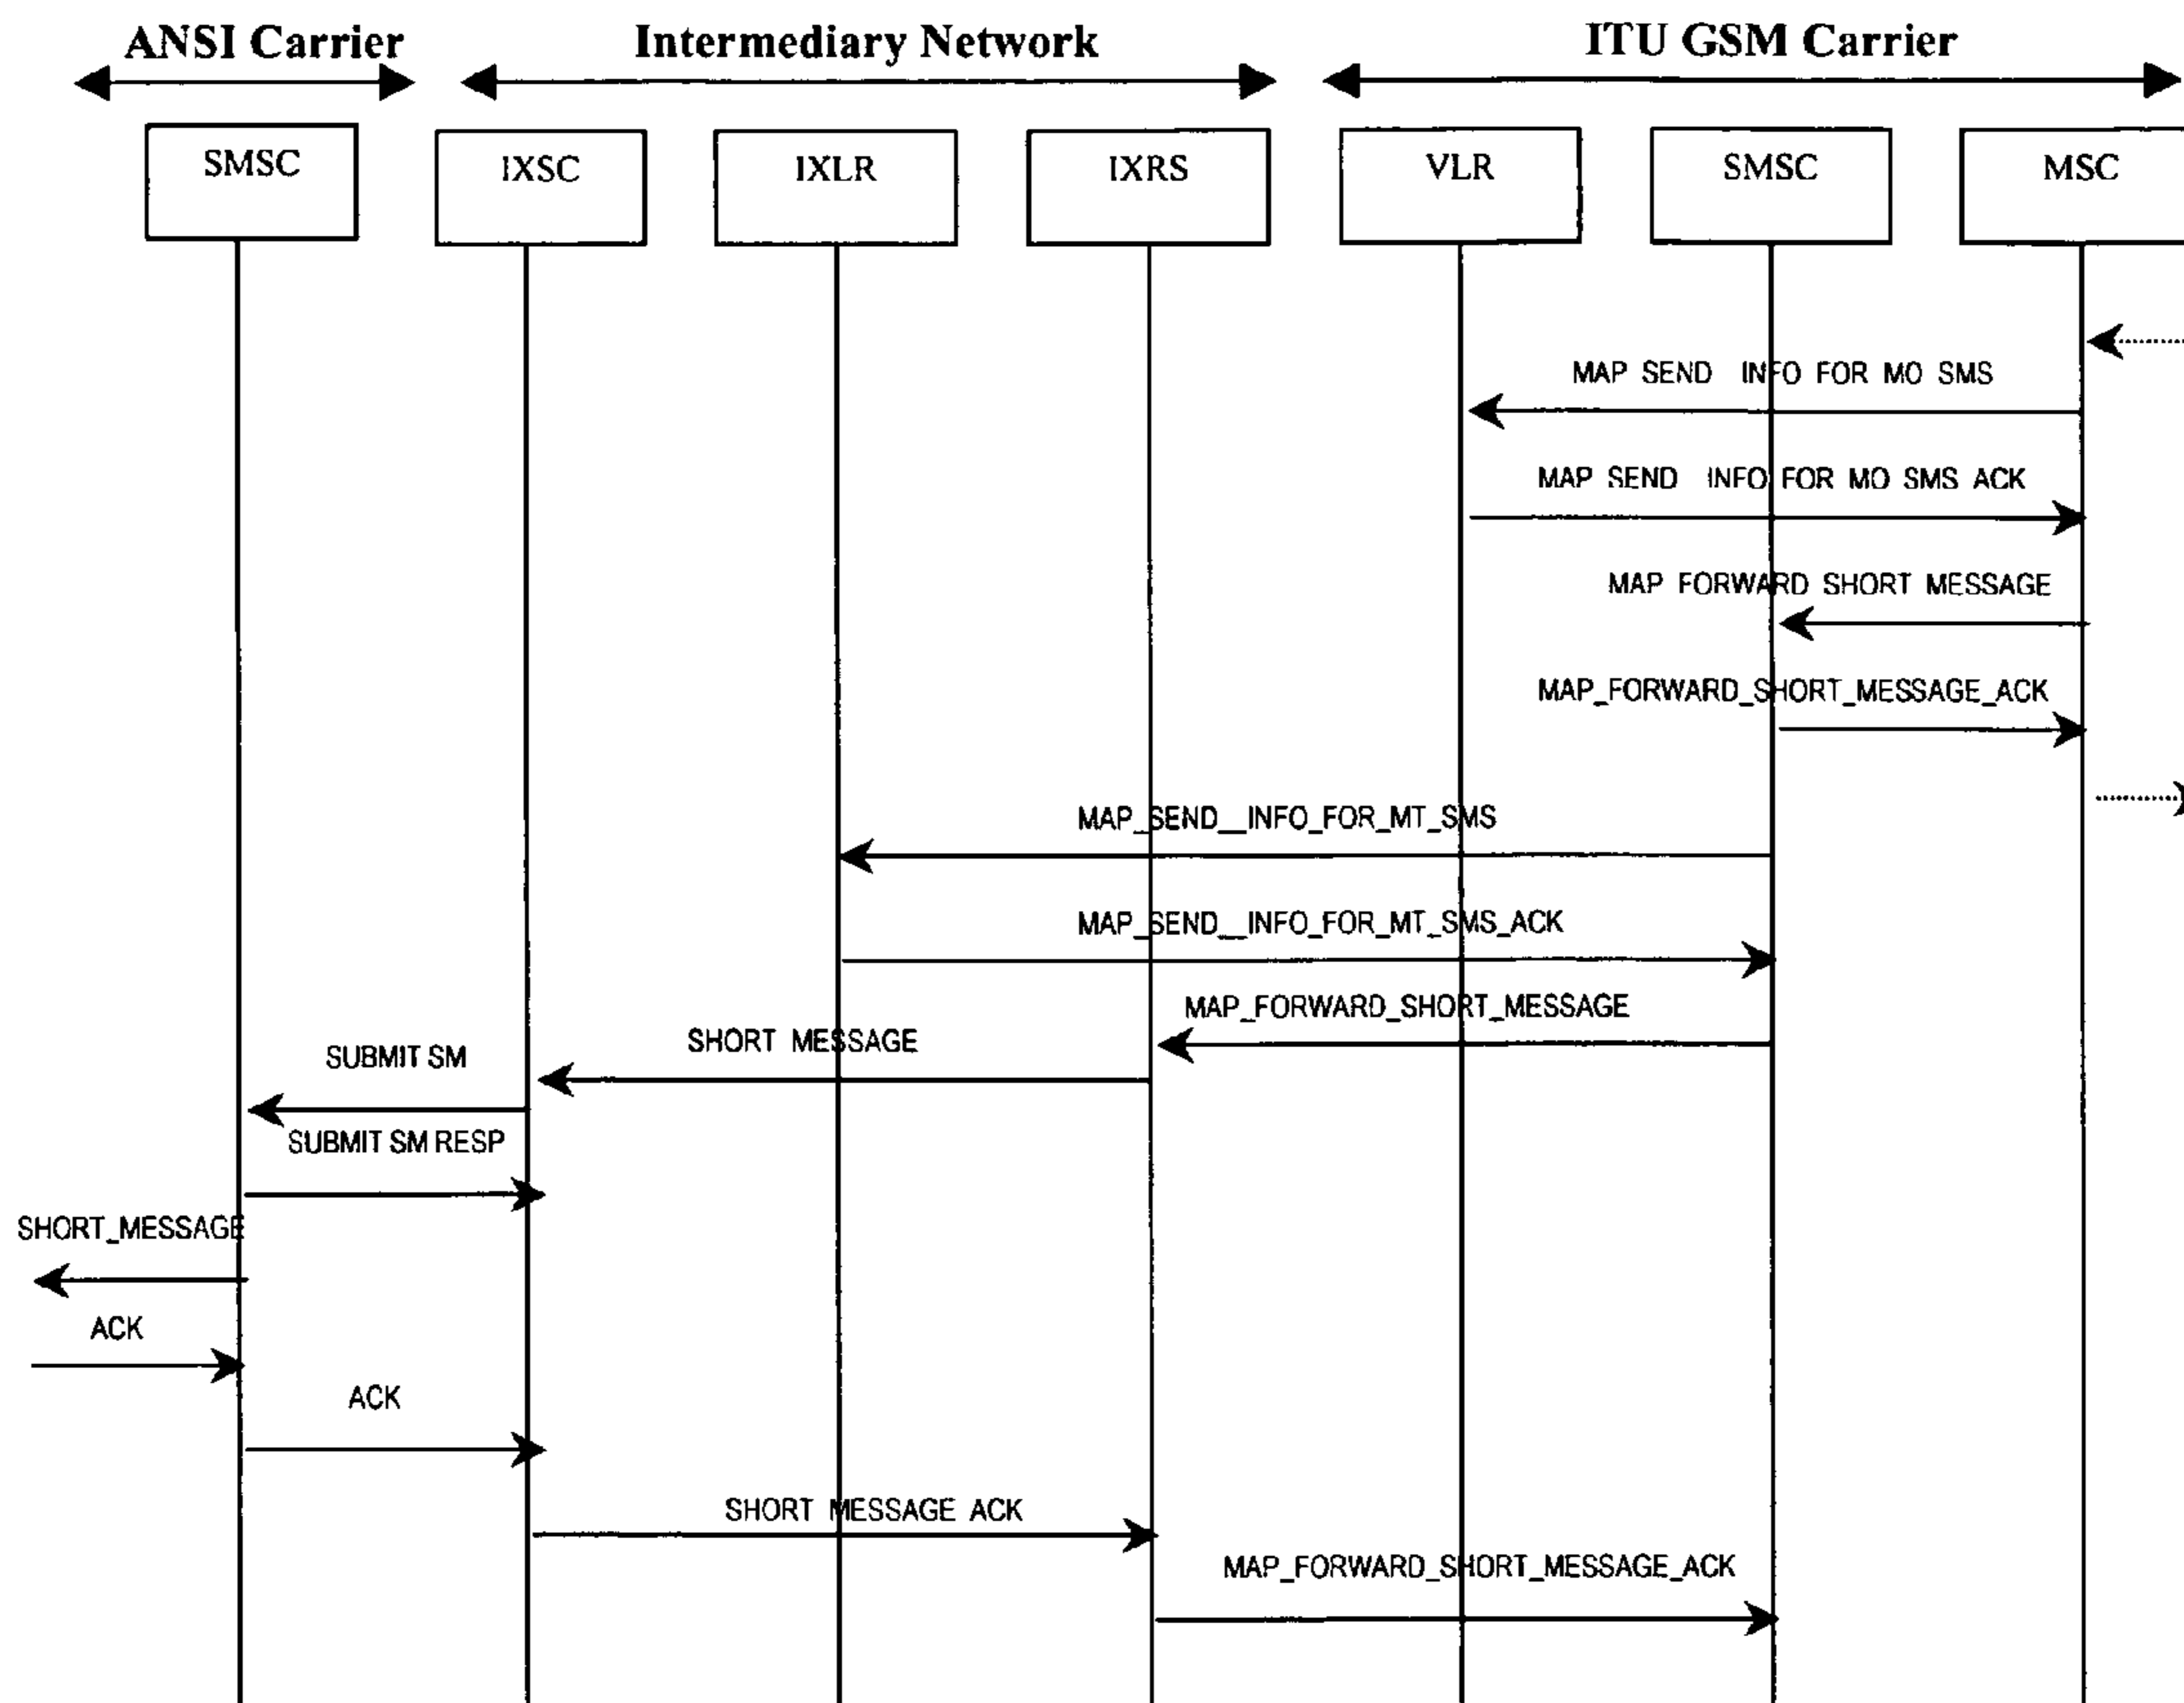 ANSI Carrier Intermediary Network ITU GSM Carrier
SMSC IXSC IXLR IXRS VLR SMSC MSC
MAP SEND INFO FOR MO SMS
MAP SEND INFO FOR MO SMS ACK
MAP FORWARD SHORT MESSAGE
MAP_FORWARD_SHORT_MESSAGE_ACK
MAP_SEND__INFO_FOR_MT_SMS
MAP_SEND__INFO_FOR_MT_SMS_ACK
MAP_FORWARD_SHORT_MESSAGE
SHORT MESSAGE
SUBMIT SM
SUBMIT SM RESP
SHORT_MESSAGE
ACK
ACK
SHORT MESSAGE ACK
MAP_FORWARD_SHORT_MESSAGE_ACK